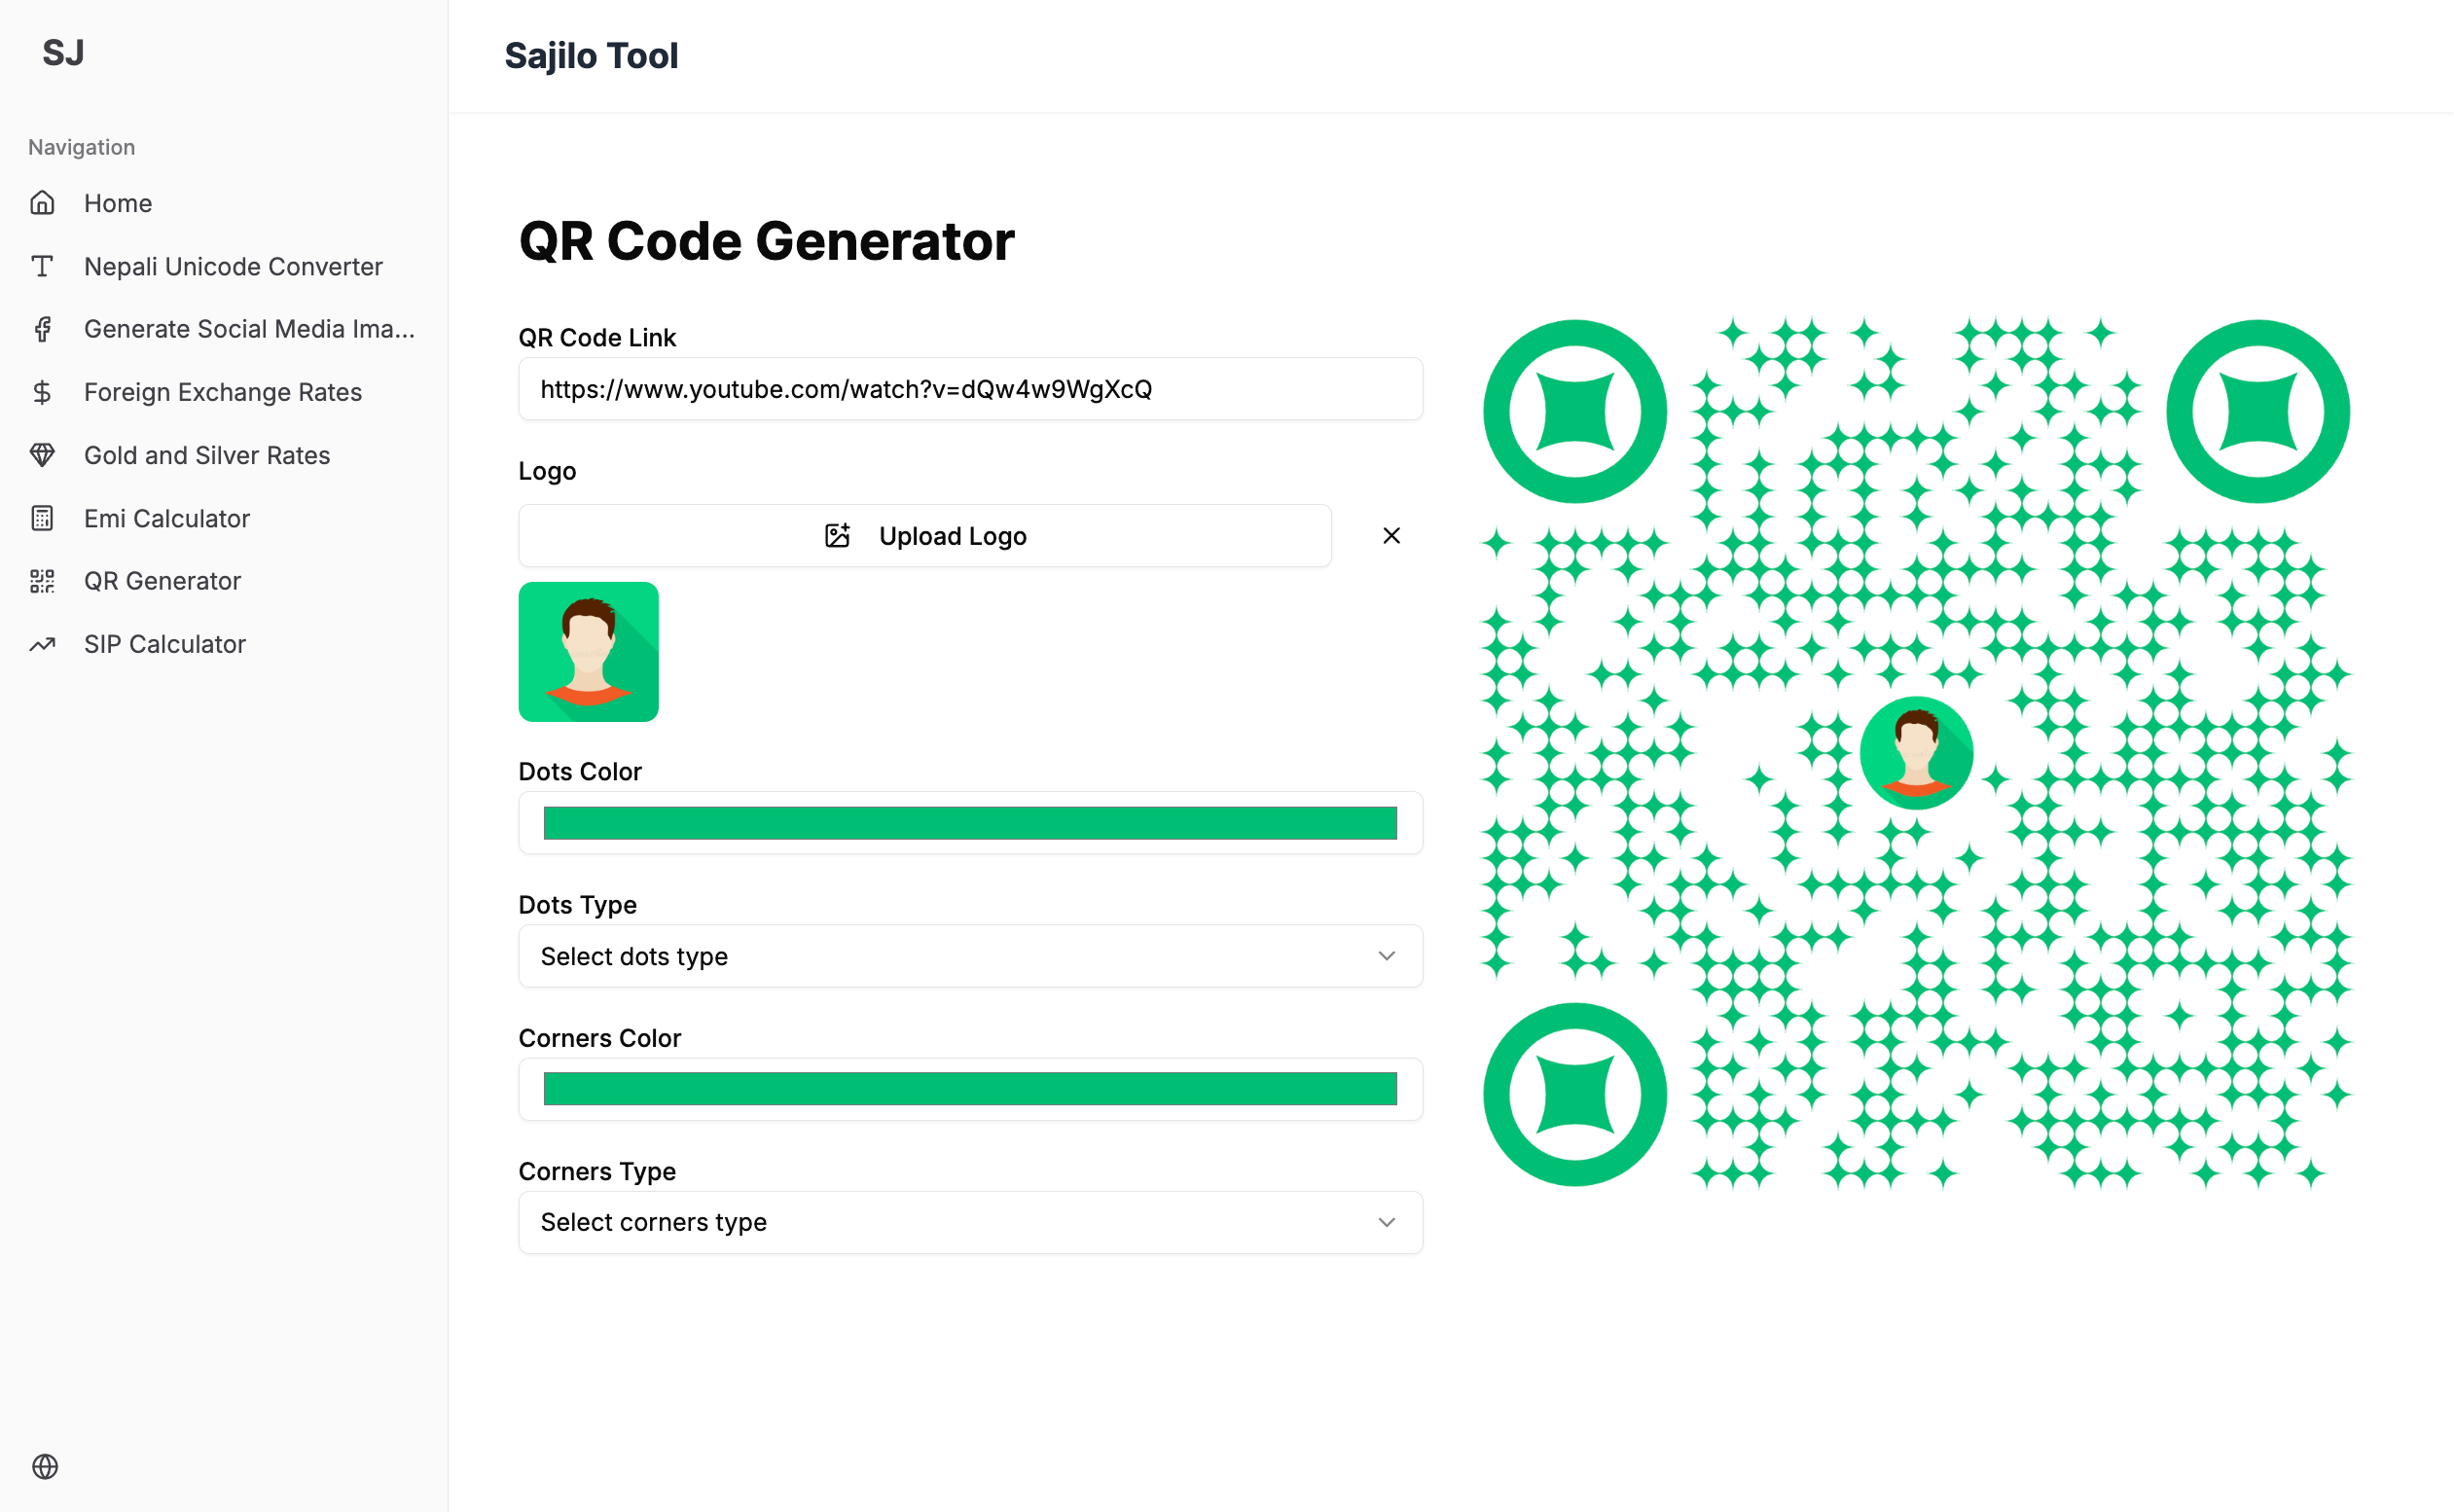 SJ
Navigation
Home
Nepali Unicode Converter
Generate Social Media Ima...
Foreign Exchange Rates
Gold and Silver Rates
Emi Calculator
QR Generator
SIP Calculator
Sajilo Tool
QR Code Generator
QR Code Link
https://www.youtube.com/watch?v=dQw4w9WgXcQ
Logo
Upload Logo
Dots Color
Dots Type
Select dots type
Corners Color
Corners Type
Select corners type